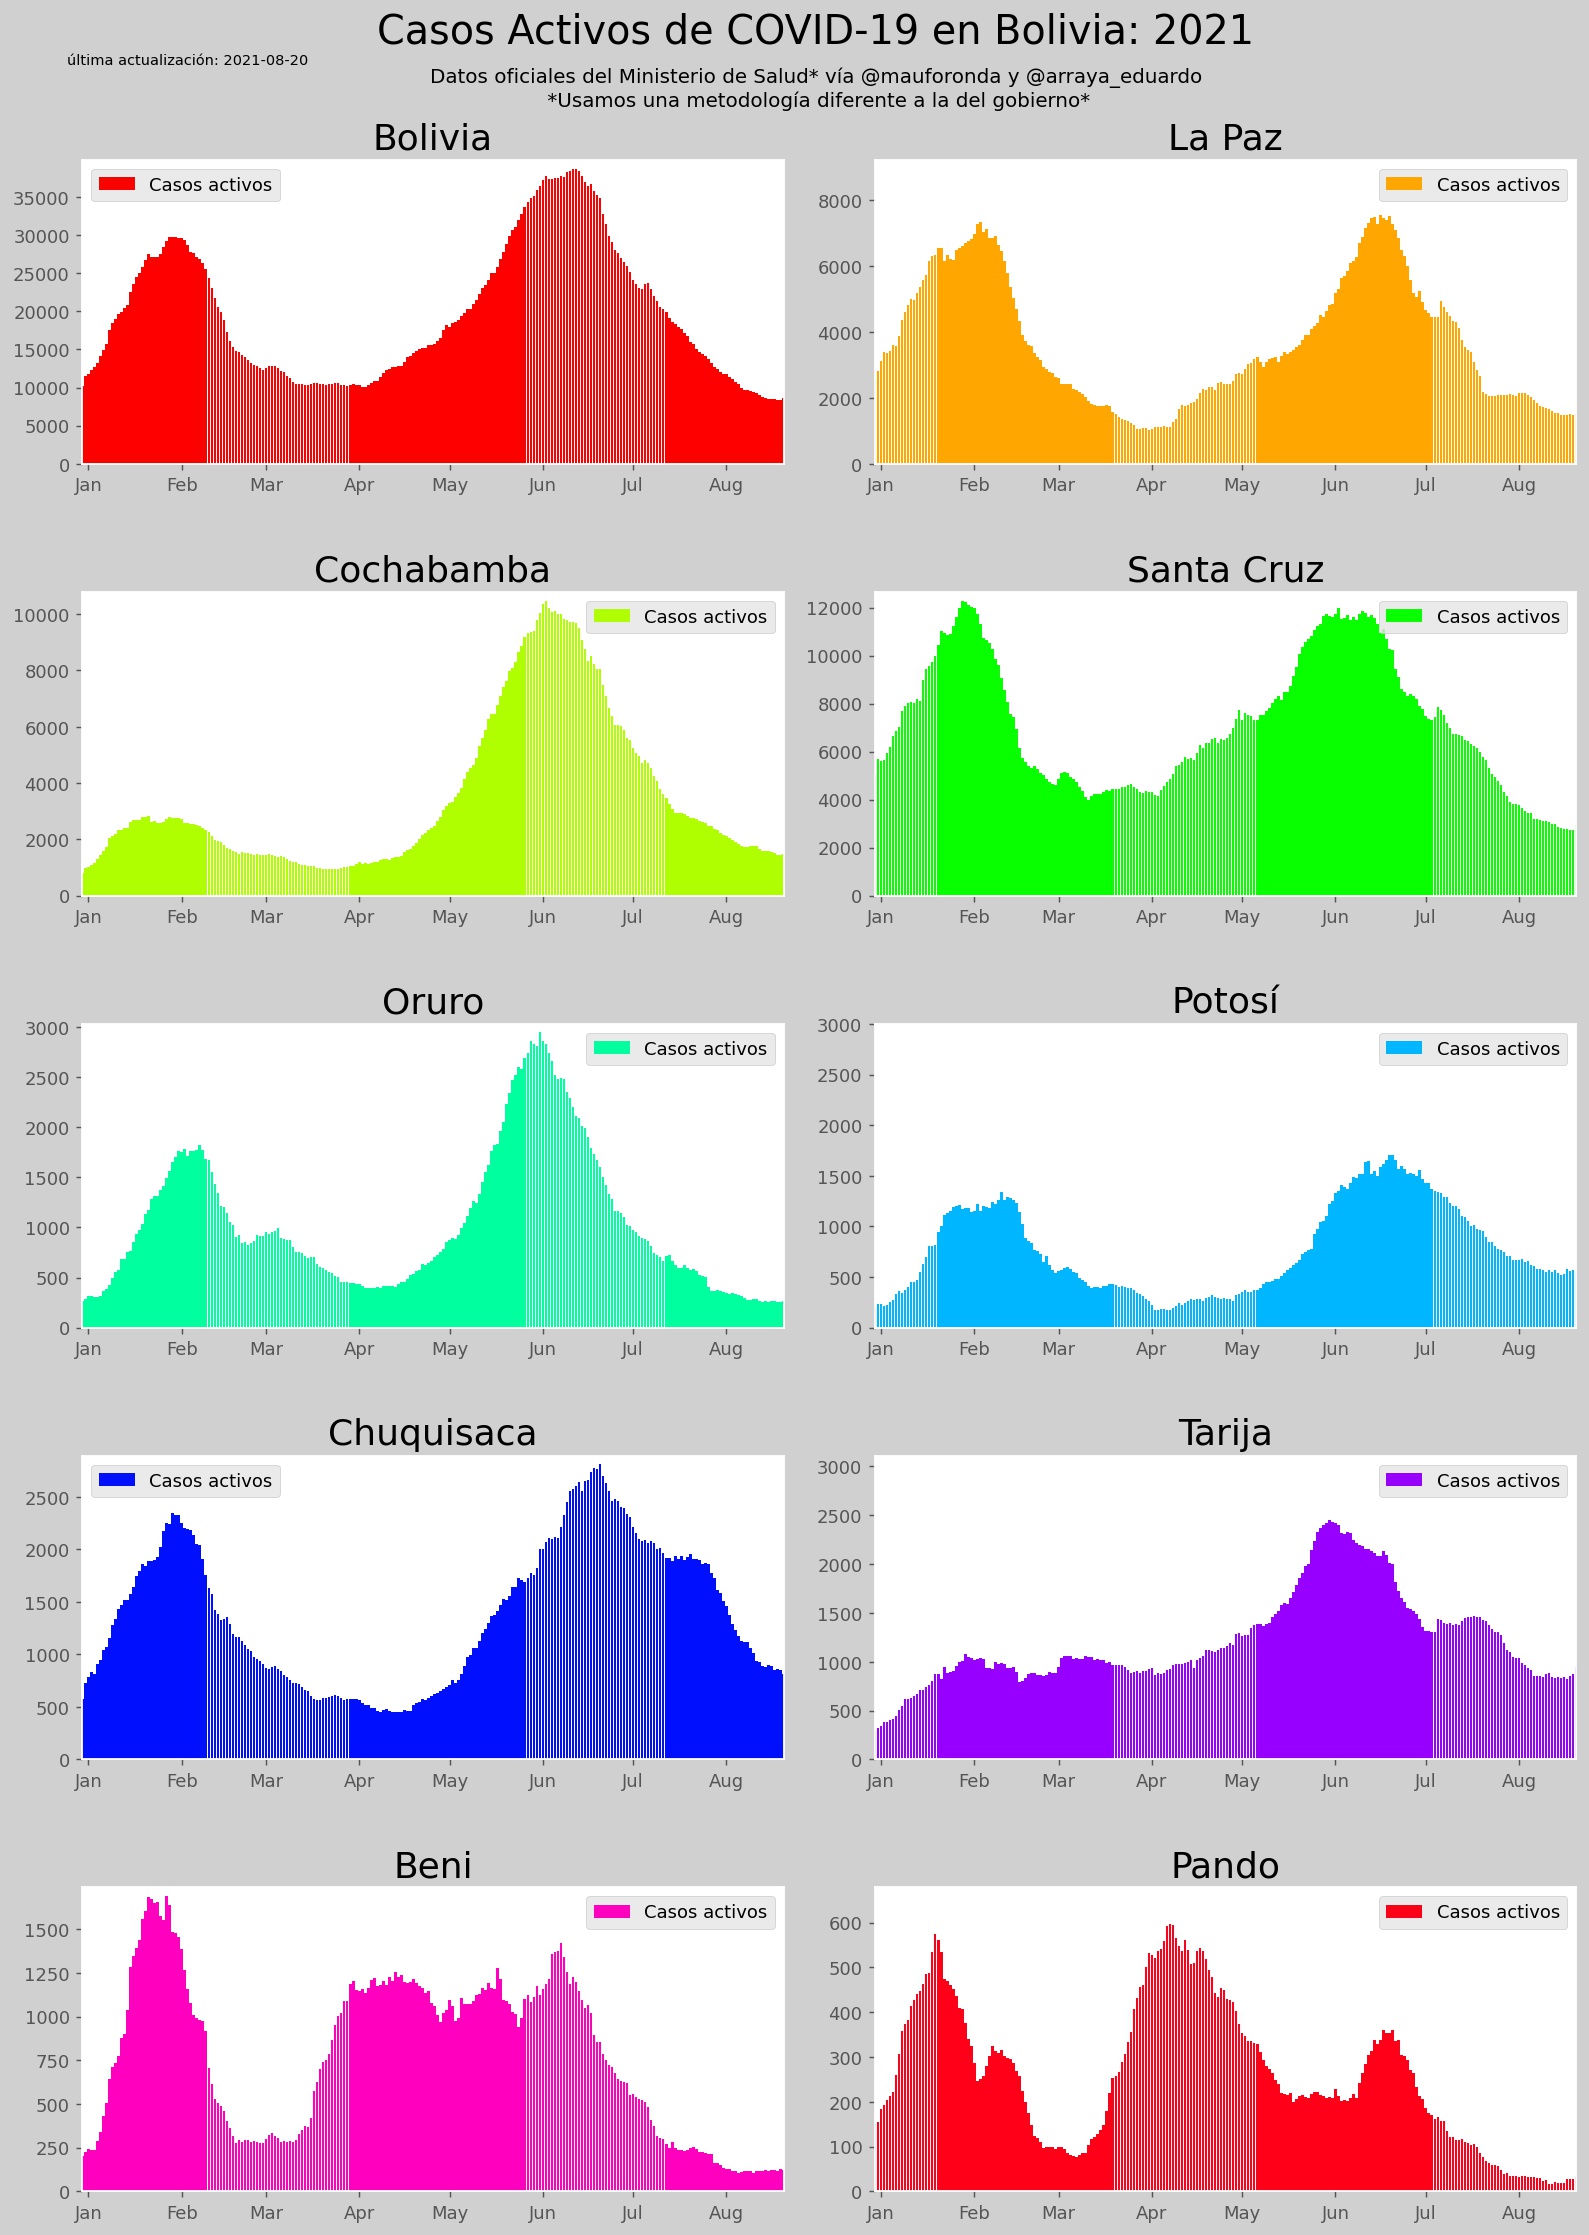 Casos Activos de COVID-19 en Bolivia: 2021
última actualización: 2021-08-20
Datos oficiales del Ministerio de Salud* vía @mauforonda y @arraya_eduardo
*Usamos una metodología diferente a la del gobierno*
Bolivia
Casos activos
35000
30000
25000
20000
15000
10000
5000
0
Jan Feb Mar Apr May Jun Jul Aug
La Paz
Casos activos
8000
6000
4000
2000
0
Jan Feb Mar Apr May Jun Jul Aug
Cochabamba
Casos activos
10000
8000
6000
4000
2000
0
Jan Feb Mar Apr May Jun Jul Aug
Santa Cruz
Casos activos
12000
10000
8000
6000
4000
2000
0
Jan Feb Mar Apr May Jun Jul Aug
Oruro
Casos activos
3000
2500
2000
1500
1000
500
0
Jan Feb Mar Apr May Jun Jul Aug
Potosí
Casos activos
3000
2500
2000
1500
1000
500
0
Jan Feb Mar Apr May Jun Jul Aug
Chuquisaca
Casos activos
2500
2000
1500
1000
500
0
Jan Feb Mar Apr May Jun Jul Aug
Tarija
Casos activos
3000
2500
2000
1500
1000
500
0
Jan Feb Mar Apr May Jun Jul Aug
Beni
Casos activos
1500
1250
1000
750
500
250
0
Jan Feb Mar Apr May Jun Jul Aug
Pando
Casos activos
600
500
400
300
200
100
0
Jan Feb Mar Apr May Jun Jul Aug